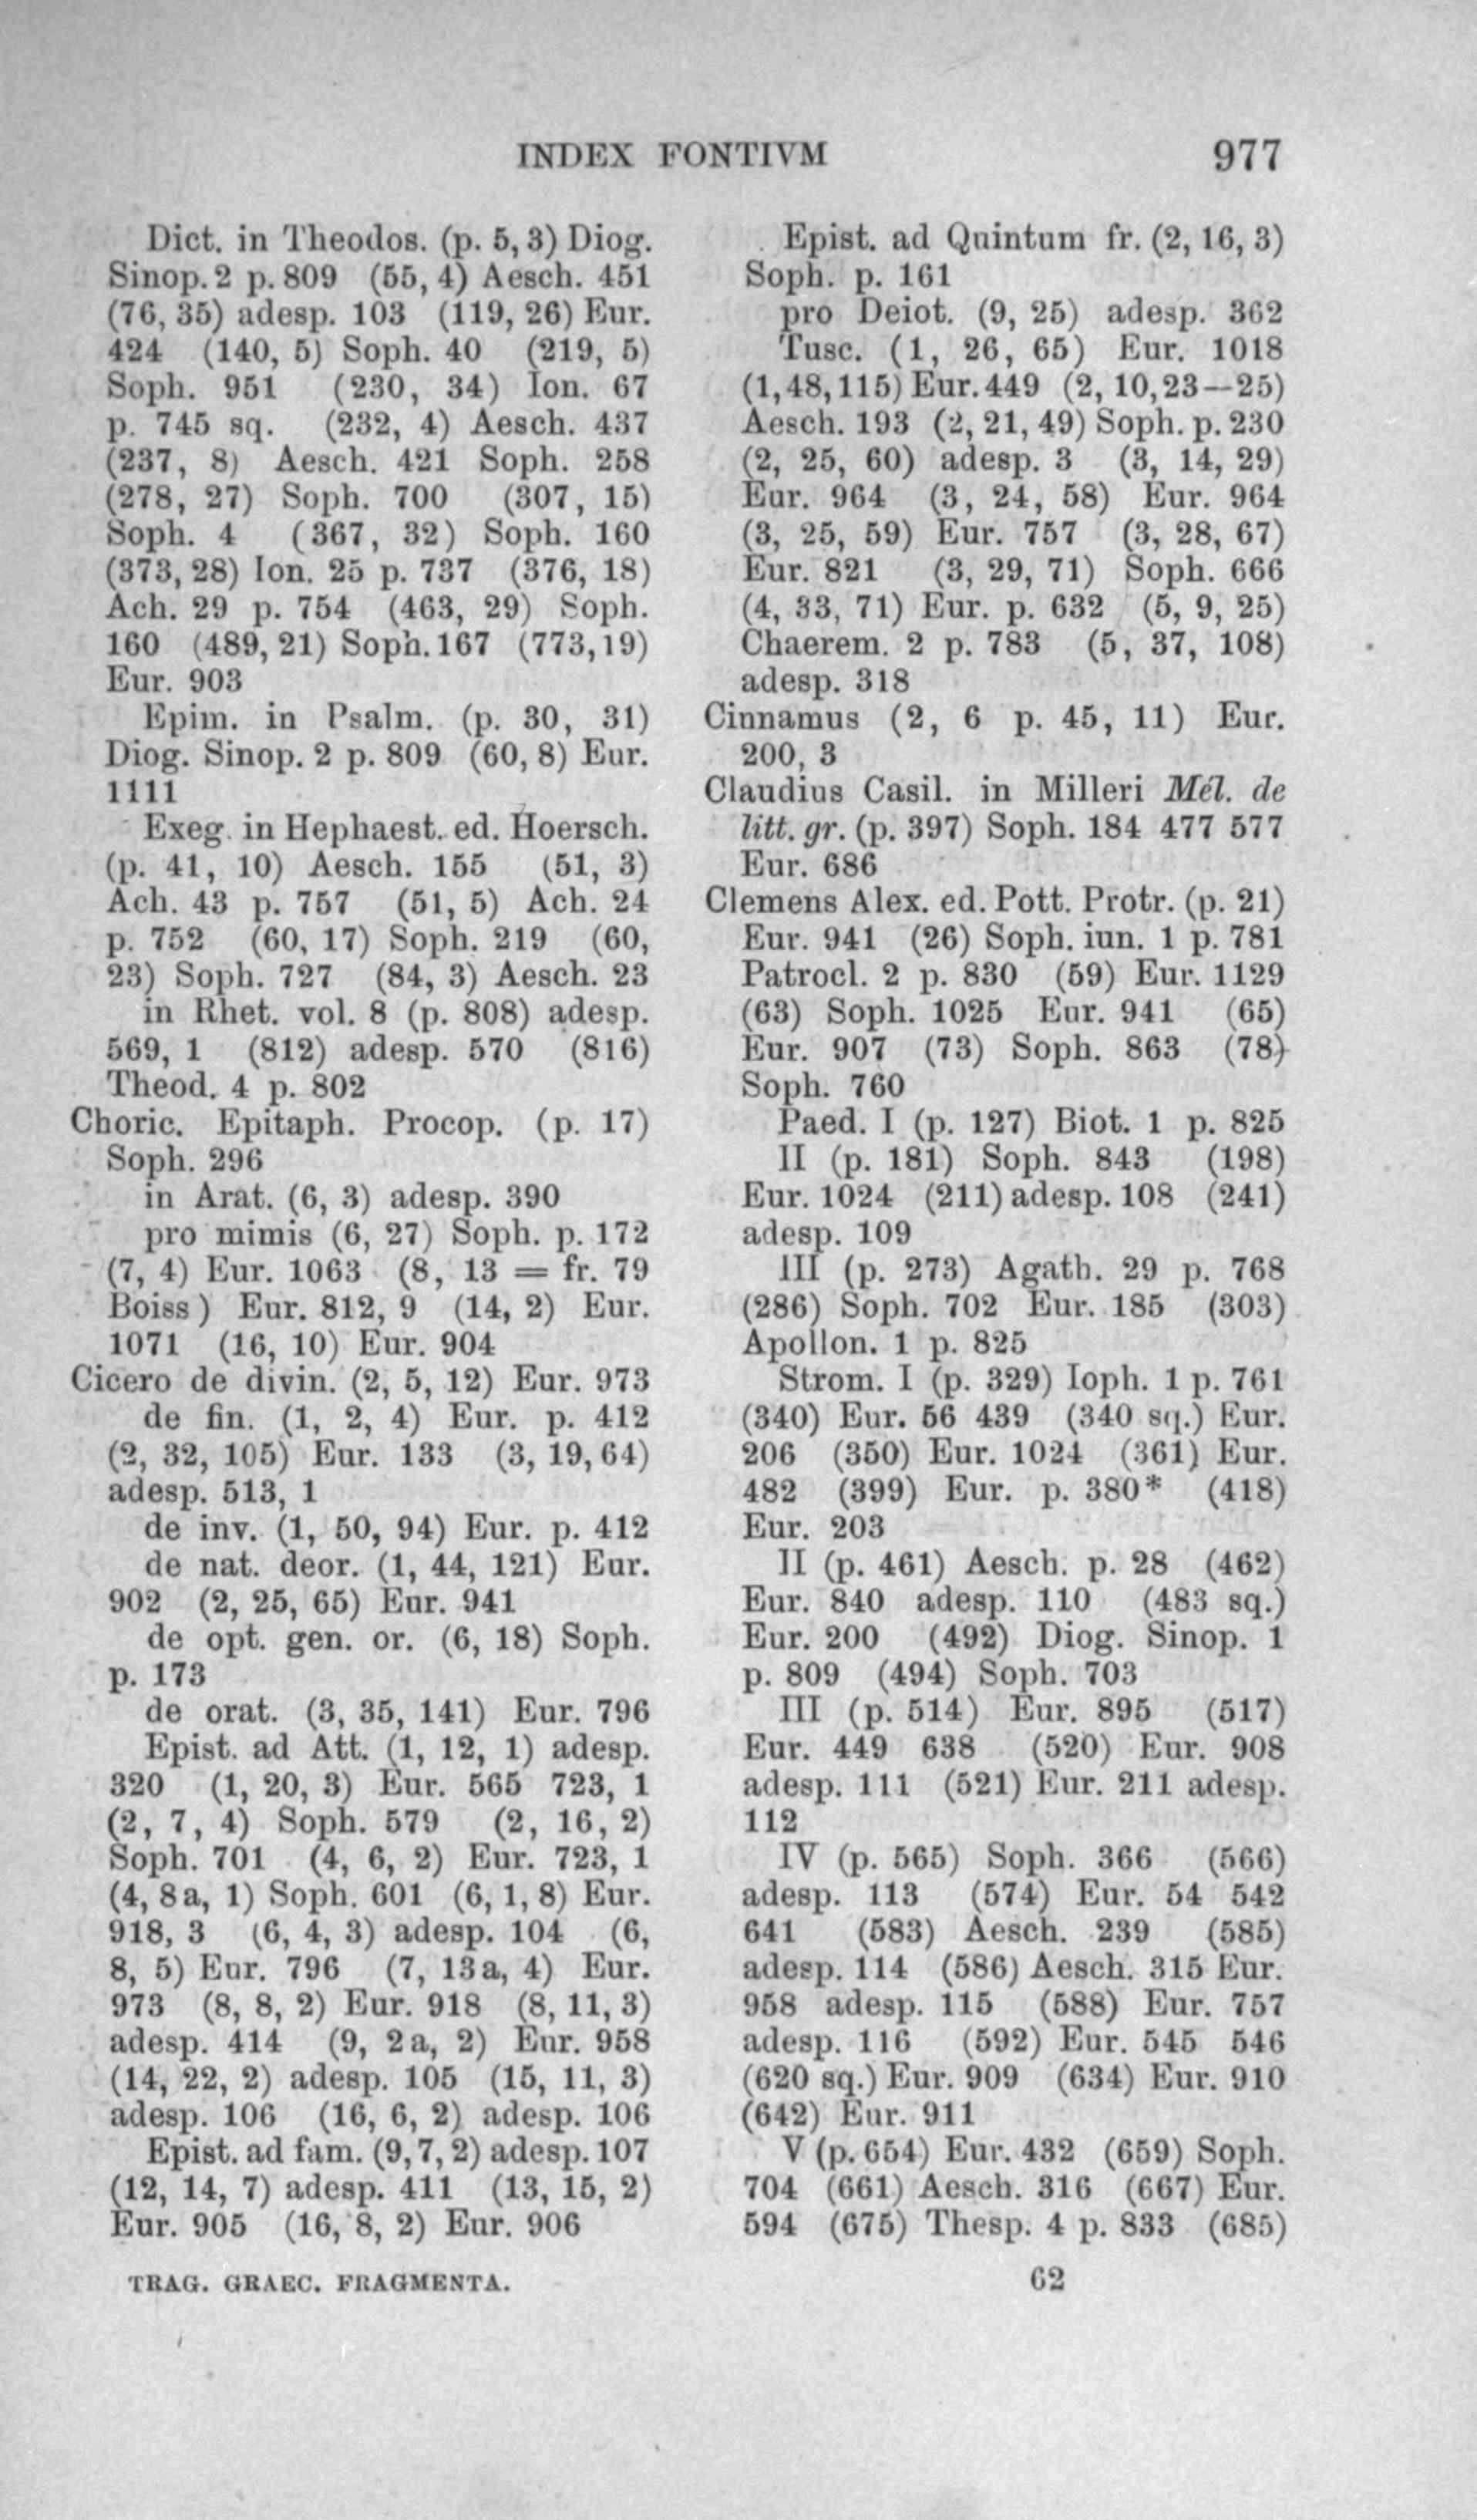 INDEX FONTIVM 977
Dict. in Theodos. (p. 5, 3) Diog.
Sinop. 2 p. 809 (55, 4) Aesch. 451
(76, 35) adesp. 103 (119, 26) Eur.
424 (140, 5) Soph. 40 (219, 5)
Soph. 951 (230, 34) Ion. 67
p. 745 sq. (232, 4) Aesch. 437
(237, 8) Aesch. 421 Soph. 258
(278, 27) Soph. 700 (307, 15)
Soph. 4 (367, 32) Soph. 160
(373, 28) Ion. 25 p. 737 (376, 18)
Ach. 29 p. 754 (463, 29) Soph.
160 (489, 21) Soph. 167 (773, 19)
Eur. 903
Epim. in Psalm. (p. 30, 31)
Diog. Sinop. 2 p. 809 (60, 8) Eur.
1111
Exeg. in Hephaest. ed. Hoersch.
(p. 41, 10) Aesch. 155 (51, 3)
Ach. 43 p. 757 (51, 5) Ach. 24
p. 752 (60, 17) Soph. 219 (60,
23) Soph. 727 (84, 3) Aesch. 23
in Rhet. vol. 8 (p. 808) adesp.
569, 1 (812) adesp. 570 (816)
Theod. 4 p. 802
Choric. Epitaph. Procop. (p. 17)
Soph. 296
in Arat. (6, 3) adesp. 390
pro mimis (6, 27) Soph. p. 172
(7, 4) Eur. 1063 (8, 13 = fr. 79
Boiss) Eur. 812, 9 (14, 2) Eur.
1071 (16, 10) Eur. 904
Cicero de divin. (2, 5, 12) Eur. 973
de fin. (1, 2, 4) Eur. p. 412
(2, 32, 105) Eur. 133 (3, 19, 64)
adesp. 513, 1
de inv. (1, 50, 94) Eur. p. 412
de nat. deor. (1, 44, 121) Eur.
902 (2, 25, 65) Eur. 941
de opt. gen. or. (6, 18) Soph.
p. 173
de orat. (3, 35, 141) Eur. 796
Epist. ad Att. (1, 12, 1) adesp.
320 (1, 20, 3) Eur. 565 723, 1
(2, 7, 4) Soph. 579 (2, 16, 2)
Soph. 701 (4, 6, 2) Eur. 723, 1
(4, 8a, 1) Soph. 601 (6, 1, 8) Eur.
918, 3 (6, 4, 3) adesp. 104 (6,
8, 5) Eur. 796 (7, 13a, 4) Eur.
973 (8, 8, 2) Eur. 918 (8, 11, 3)
adesp. 414 (9, 2a, 2) Eur. 958
(14, 22, 2) adesp. 105 (15, 11, 3)
adesp. 106 (16, 6, 2) adesp. 106
Epist. ad fam. (9, 7, 2) adesp. 107
(12, 14, 7) adesp. 411 (13, 15, 2)
Eur. 905 (16, 8, 2) Eur. 906
Epist. ad Quintum fr. (2, 16, 3)
Soph. p. 161
pro Deiot. (9, 25) adesp. 362
Tusc. (1, 26, 65) Eur. 1018
(1, 48, 115) Eur. 449 (2, 10, 23—25)
Aesch. 193 (2, 21, 49) Soph. p. 230
(2, 25, 60) adesp. 3 (3, 14, 29)
Eur. 964 (3, 24, 58) Eur. 964
(3, 25, 59) Eur. 757 (3, 28, 67)
Eur. 821 (3, 29, 71) Soph. 666
(4, 33, 71) Eur. p. 632 (5, 9, 25)
Chaerem. 2 p. 783 (5, 37, 108)
adesp. 318
Cinnamus (2, 6 p. 45, 11) Eur.
200, 3
Claudius Casil. in Milleri Mél. de
litt. gr. (p. 397) Soph. 184 477 577
Eur. 686
Clemens Alex. ed. Pott. Protr. (p. 21)
Eur. 941 (26) Soph. iun. 1 p. 781
Patrocl. 2 p. 830 (59) Eur. 1129
(63) Soph. 1025 Eur. 941 (65)
Eur. 907 (73) Soph. 863 (78)
Soph. 760
Paed. I (p. 127) Biot. 1 p. 825
II (p. 181) Soph. 843 (198)
Eur. 1024 (211) adesp. 108 (241)
adesp. 109
III (p. 273) Agath. 29 p. 768
(286) Soph. 702 Eur. 185 (303)
Apollon. 1 p. 825
Strom. I (p. 329) Ioph. 1 p. 761
(340) Eur. 56 439 (340 sq.) Eur.
206 (350) Eur. 1024 (361) Eur.
482 (399) Eur. p. 380* (418)
Eur. 203
II (p. 461) Aesch. p. 28 (462)
Eur. 840 adesp. 110 (483 sq.)
Eur. 200 (492) Diog. Sinop. 1
p. 809 (494) Soph. 703
III (p. 514) Eur. 895 (517)
Eur. 449 638 (520) Eur. 908
adesp. 111 (521) Eur. 211 adesp.
112
IV (p. 565) Soph. 366 (566)
adesp. 113 (574) Eur. 54 542
641 (583) Aesch. 239 (585)
adesp. 114 (586) Aesch. 315 Eur.
958 adesp. 115 (588) Eur. 757
adesp. 116 (592) Eur. 545 546
(620 sq.) Eur. 909 (634) Eur. 910
(642) Eur. 911
V (p. 654) Eur. 432 (659) Soph.
704 (661) Aesch. 316 (667) Eur.
594 (675) Thesp. 4 p. 833 (685)
TRAG. GRAEC. FRAGMENTA. 62